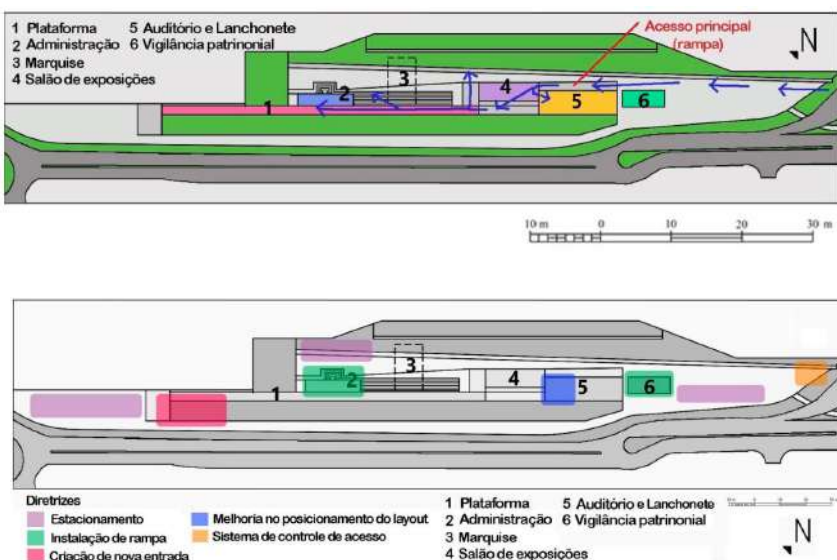 1 Plataforma 5 Auditório e Lanchonete
2 Administração 6 Vigilância patrinonial
3 Marquise
4 Salão de exposições
Acesso principal
(rampa)
N
1
2
3
4
5
6
10 m 0 10 20 30 m
1
2
3
4
5
6
Diretrizes
Estacionamento
Instalação de rampa
Criação de nova entrada
Melhoria no posicionamento do layout
Sistema de controle de acesso
1 Plataforma 5 Auditório e Lanchonete
2 Administração 6 Vigilância patrinonial
3 Marquise
4 Salão de exposições
N